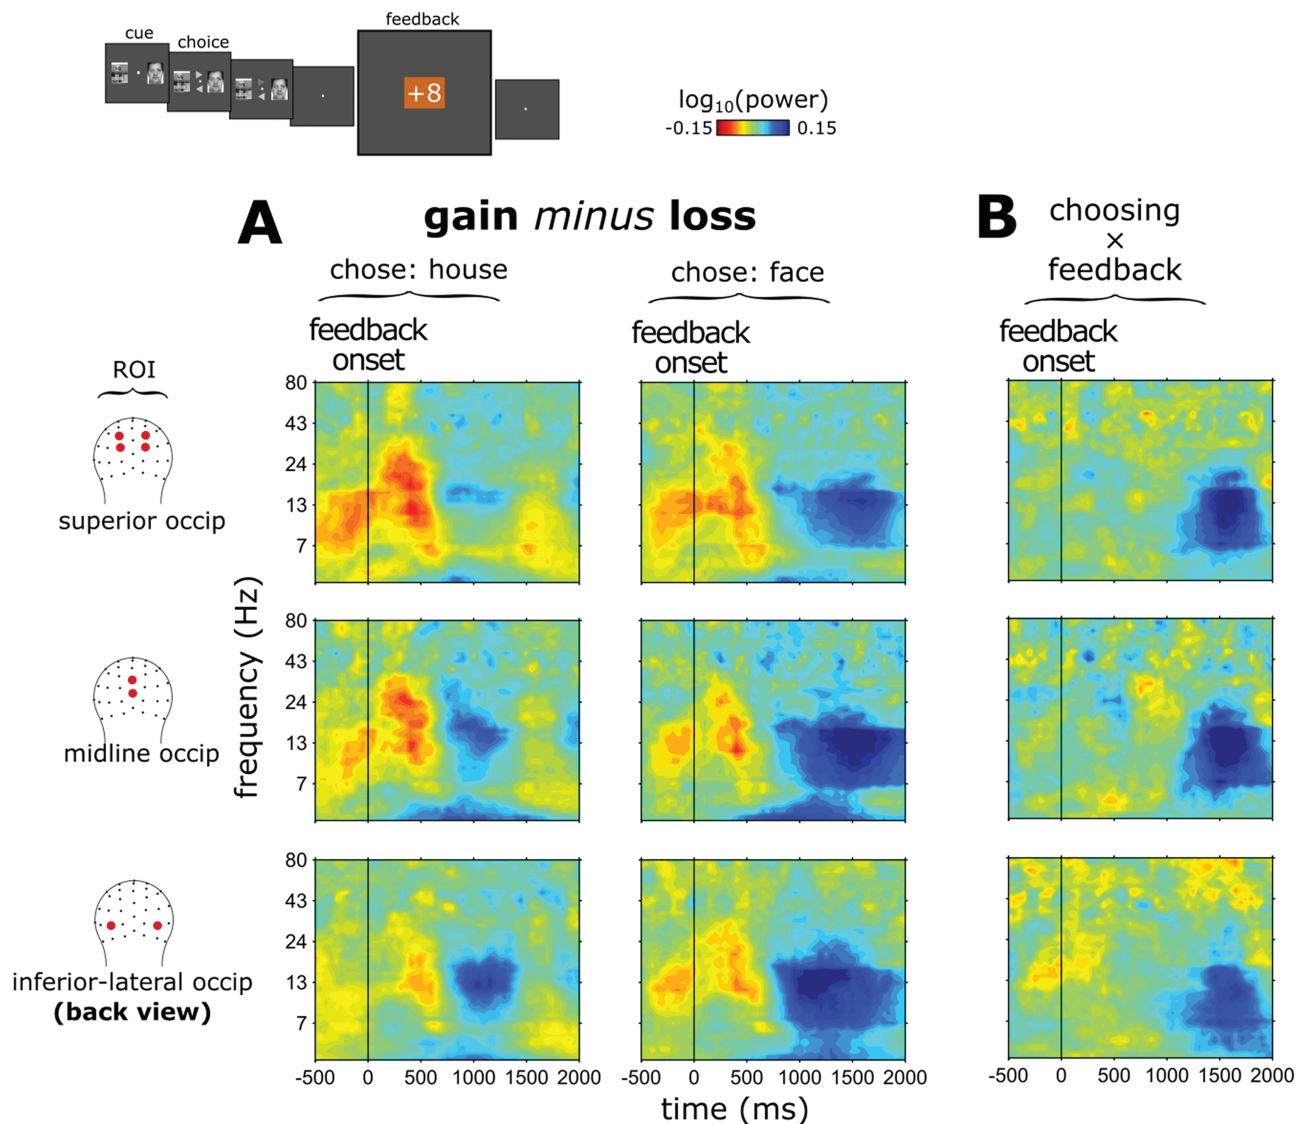 cue
choice
feedback
+8
log10(power)
-0.15 0.15
A
gain minus loss
B
choosing
×
feedback
chose: house
chose: face
feedback
onset
feedback
onset
feedback
onset
ROI
superior occip
midline occip
inferior-lateral occip
(back view)
frequency (Hz)
80
43
24
13
7
80
43
24
13
7
80
43
24
13
7
-500 0 500 1000 1500 2000
-500 0 500 1000 1500 2000
-500 0 500 1000 1500 2000
time (ms)